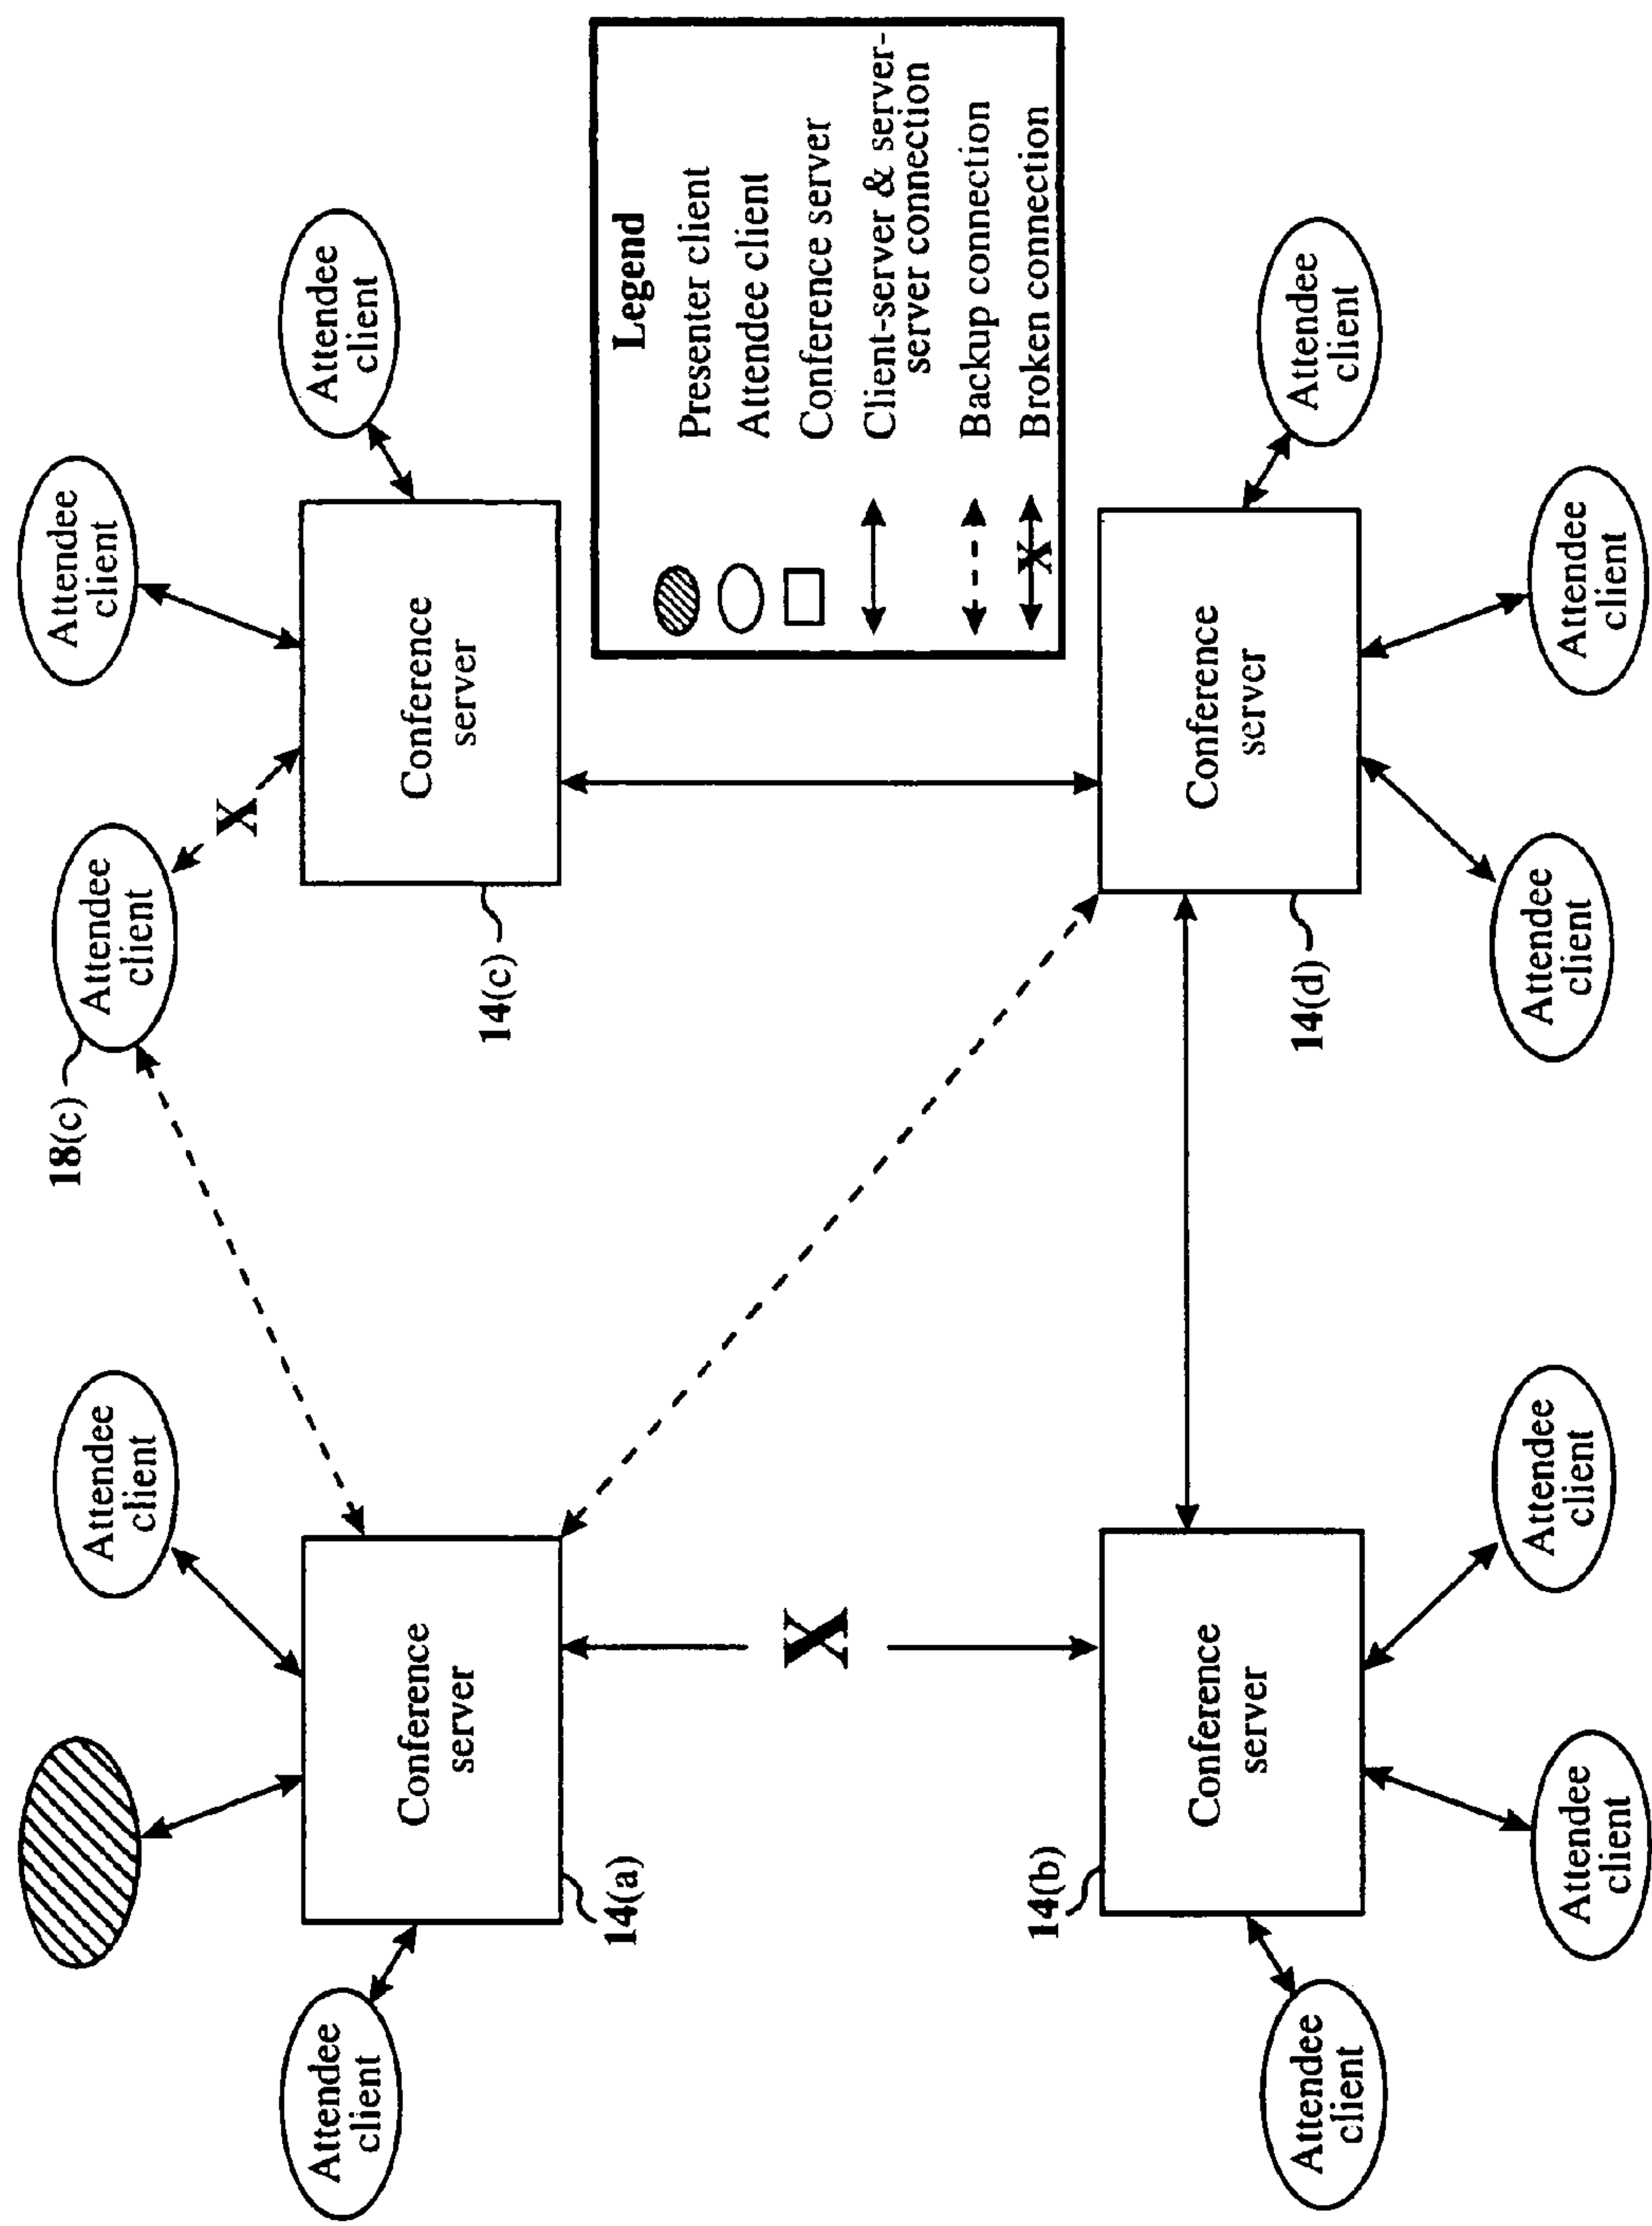 Attendee
client
18(c)
Attendee
client
Attendee
client
X
Attendee
client
Attendee
client
Conference
server
Conference
server
14(c)
14(a)
X
Legend
Presenter client
Attendee client
Conference server
Client-server & server-
server connection
Backup connection
X
Broken connection
14(b)
Conference
server
Conference
server
14(d)
Attendee
client
Attendee
client
Attendee
client
Attendee
client
Attendee
client
Attendee
client